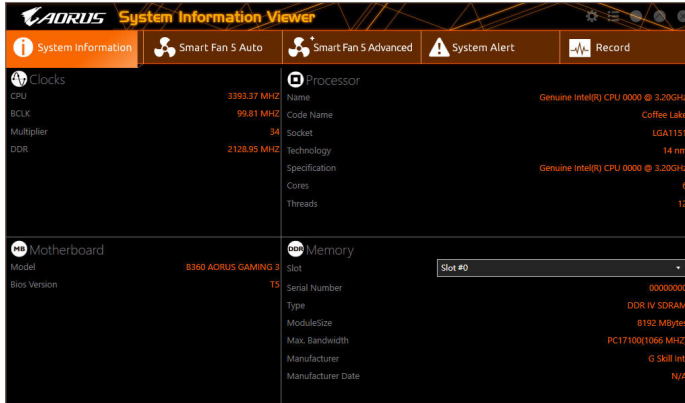 AORUS System Information Viewer
System Information Smart Fan 5 Auto Smart Fan 5 Advanced System Alert Record
Clocks
CPU 3393.37 MHZ
BCLK 99.81 MHZ
Multiplier 34
DDR 2128.95 MHZ
Processor
Name Genuine Intel(R) CPU 0000 @ 3.20GHz
Code Name Coffee Lake
Socket LGA1151
Technology 14 nm
Specification Genuine Intel(R) CPU 0000 @ 3.20GHz
Cores 6
Threads 12
MB Motherboard
Model B360 AORUS GAMING 3
Bios Version T5
DDR Memory
Slot Slot #0
Serial Number 00000000
Type DDR IV SDRAM
ModuleSize 8192 MBytes
Max. Bandwidth PC17100(1066 MHZ)
Manufacturer G Skill Intl
Manufacturer Date N/A